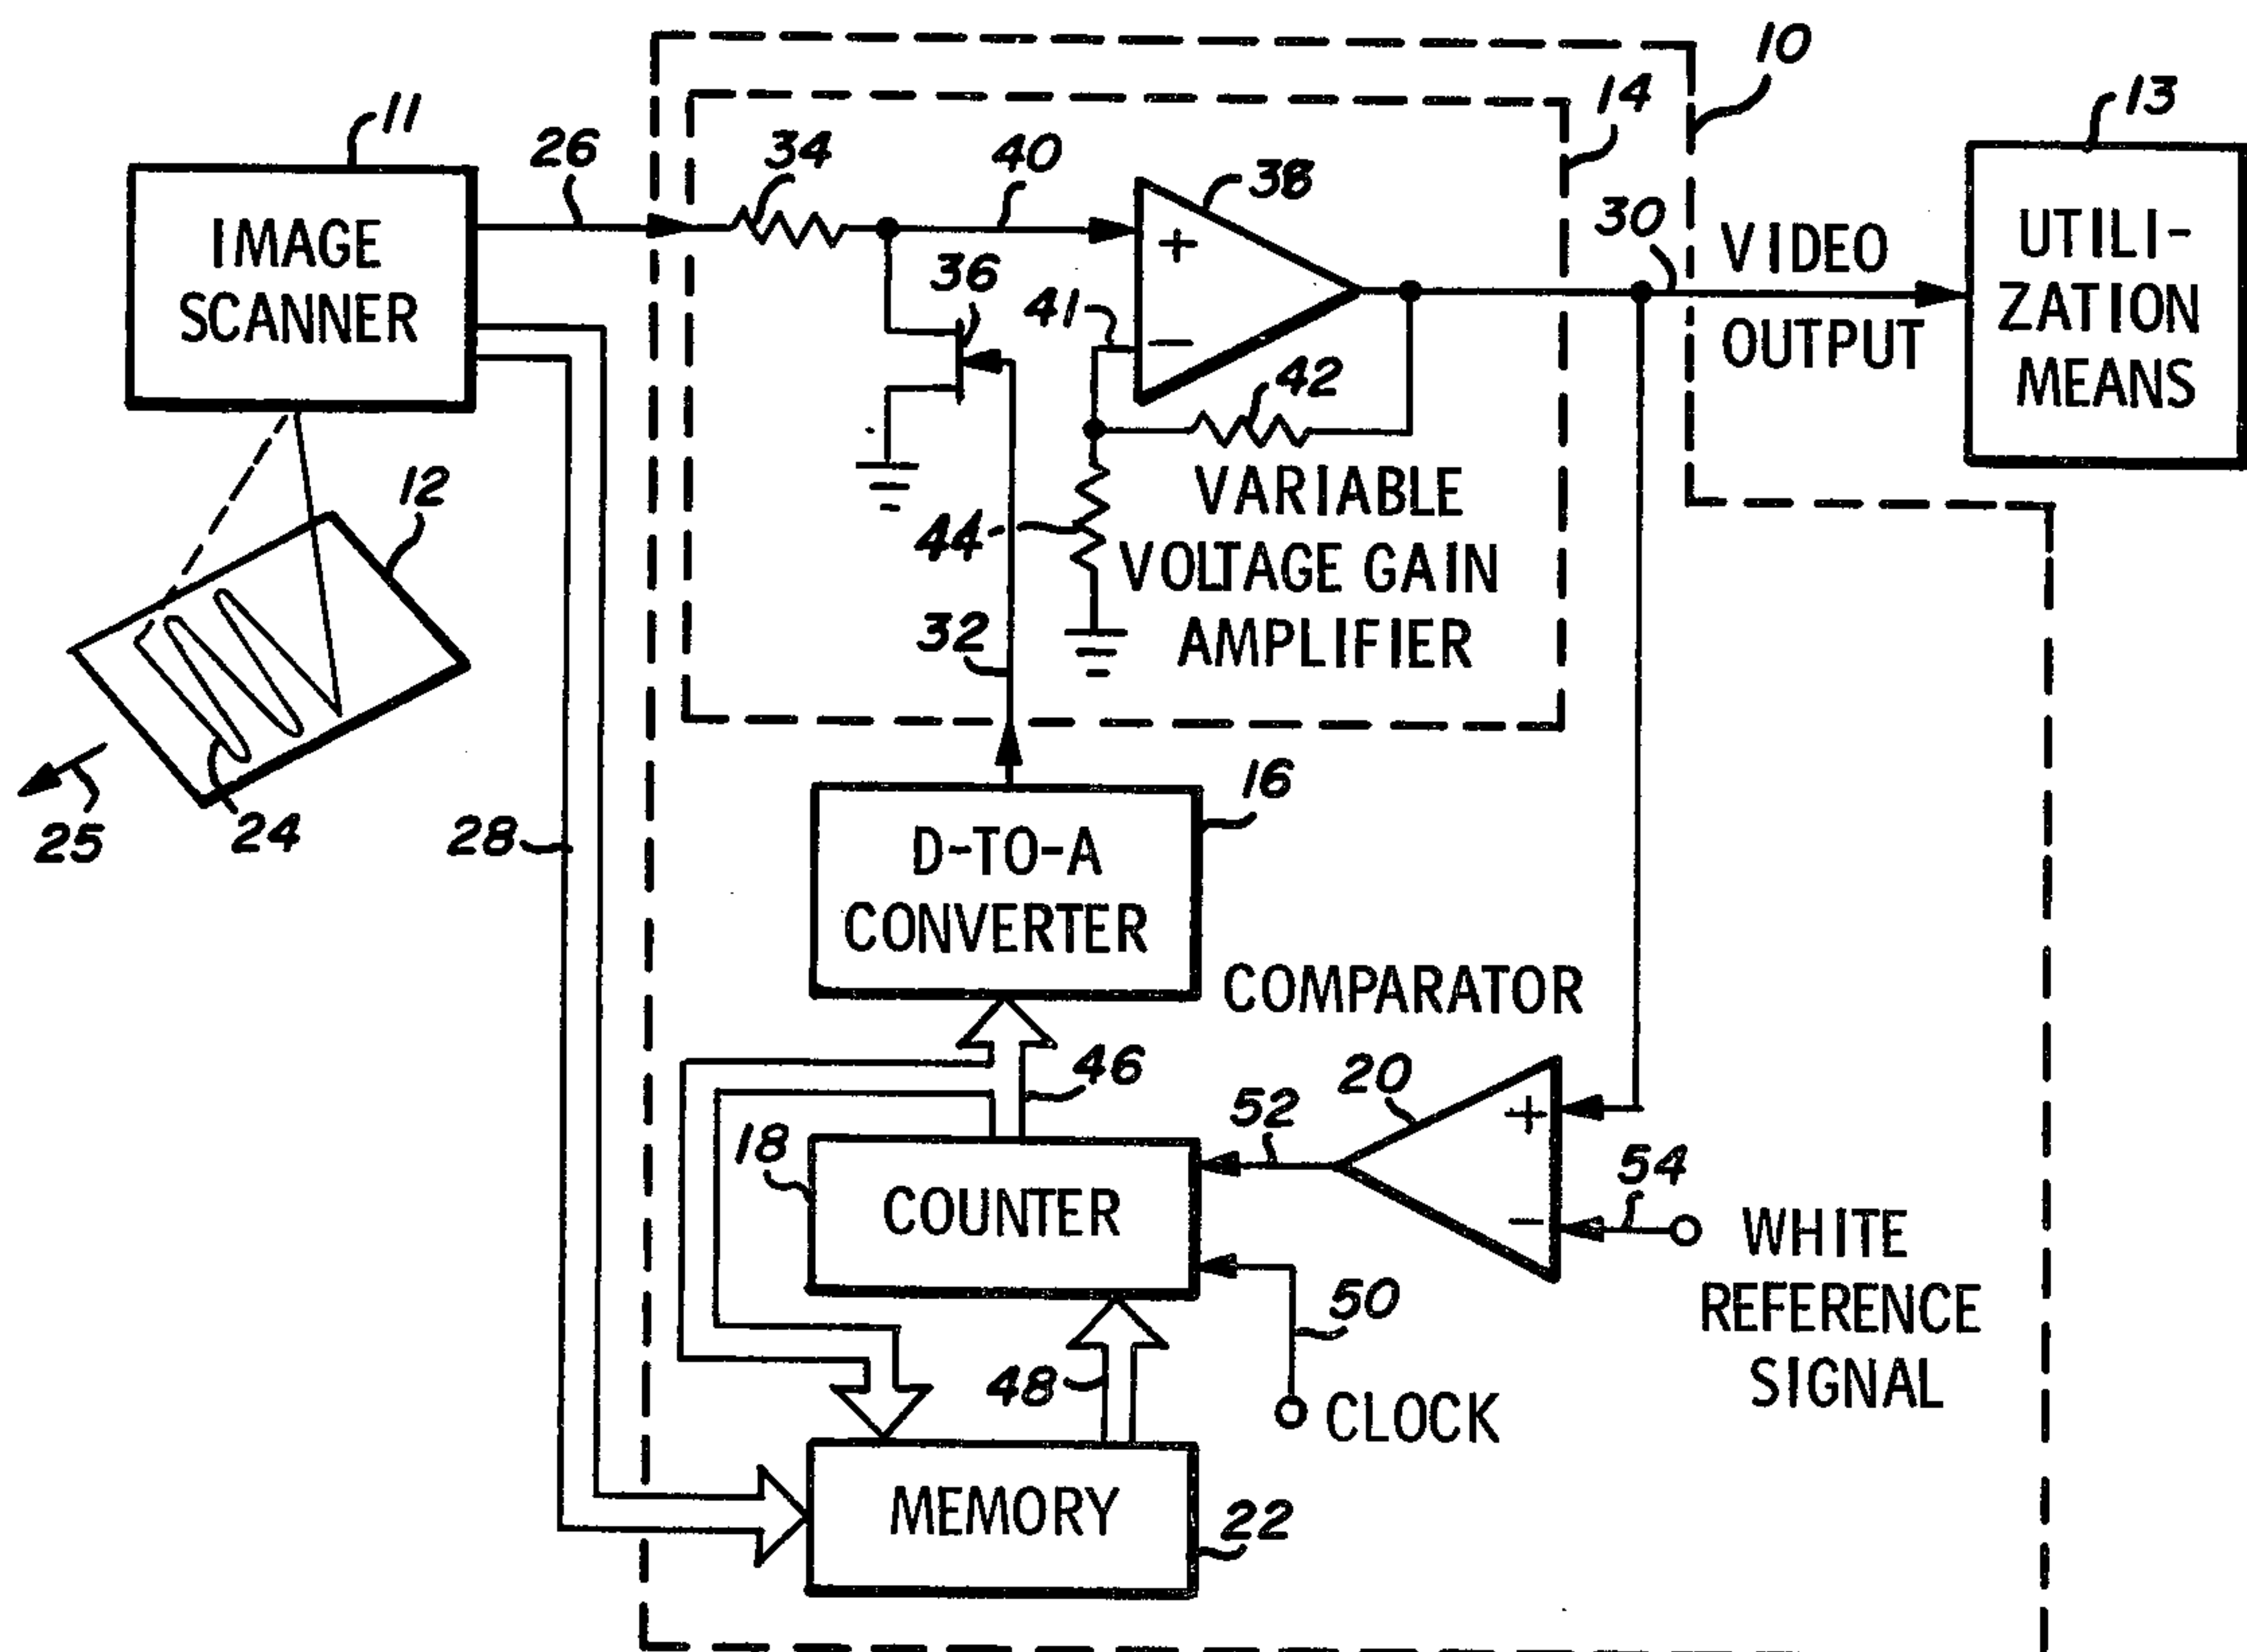 10
11
14
13
26
34
40
38
IMAGE
SCANNER
36
+
30
VIDEO
OUTPUT
UTILI-
ZATION
MEANS
41
−
42
12
VARIABLE
VOLTAGE GAIN
AMPLIFIER
44
32
25
24
28
16
D-TO-A
CONVERTER
COMPARATOR
46
20
52
+
18
54
COUNTER
−
WHITE
REFERENCE
SIGNAL
50
48
CLOCK
MEMORY
22